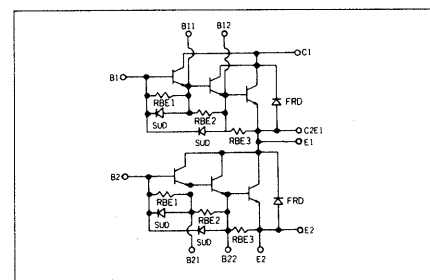 B11 B12
C1
B1
RBE1
FRD
SUD
RBE2
SUD
RBE3
C2E1
E1
B2
RBE1
FRD
SUD
RBE2
SUD
RBE3
E2
B21 B22 E2